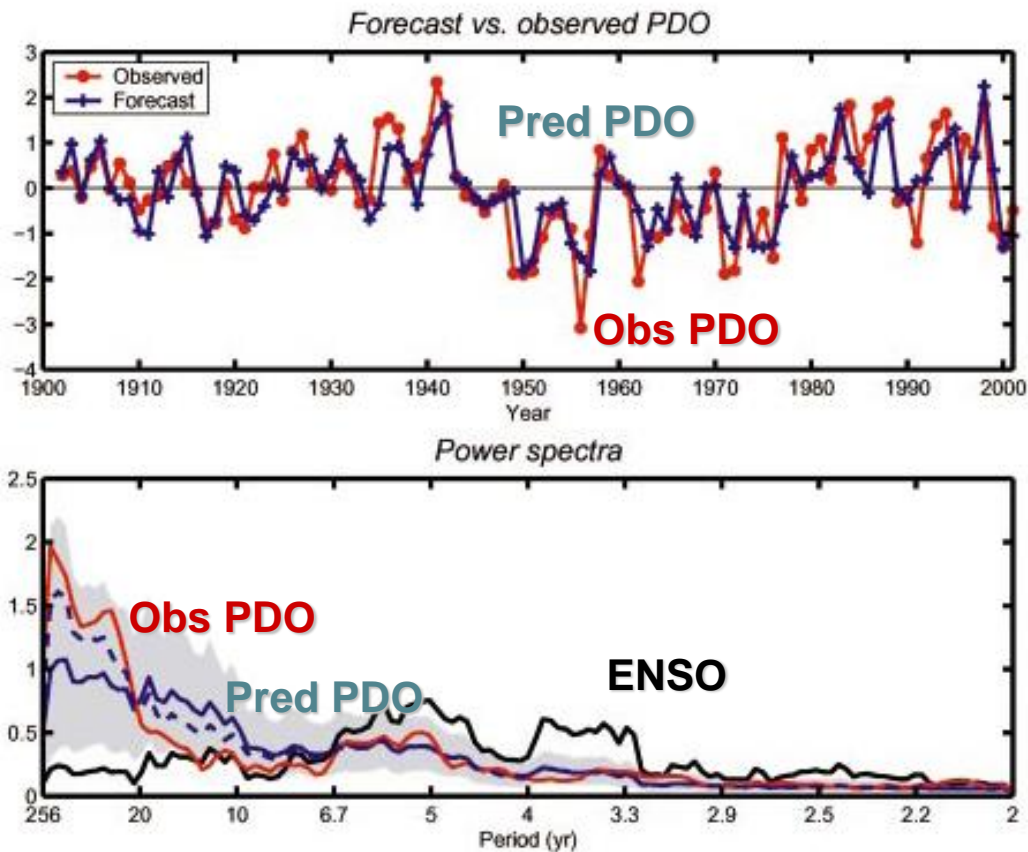 Forecast vs. observed PDO
3
2
1
0
−1
−2
−3
−4
Observed
Forecast
Pred PDO
Obs PDO
1900 1910 1920 1930 1940 1950 1960 1970 1980 1990 2000
Year
Power spectra
2.5
2
1.5
1
0.5
0
Obs PDO
Pred PDO
ENSO
256 20 10 6.7 5 4 3.3 2.9 2.5 2.2 2
Period (yr)